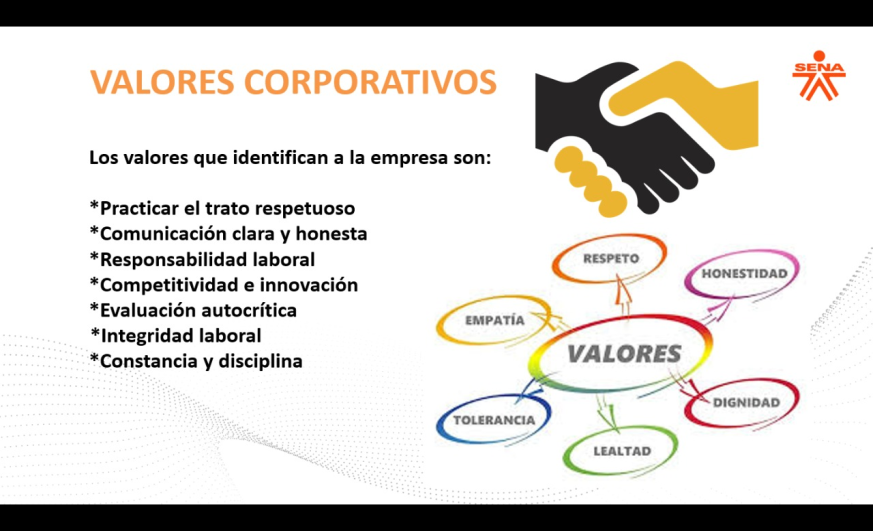 VALORES CORPORATIVOS
SENA
Los valores que identifican a la empresa son:
*Practicar el trato respetuoso
*Comunicación clara y honesta
*Responsabilidad laboral
*Competitividad e innovación
*Evaluación autocrítica
*Integridad laboral
*Constancia y disciplina
RESPETO
HONESTIDAD
EMPATÍA
VALORES
DIGNIDAD
TOLERANCIA
LEALTAD